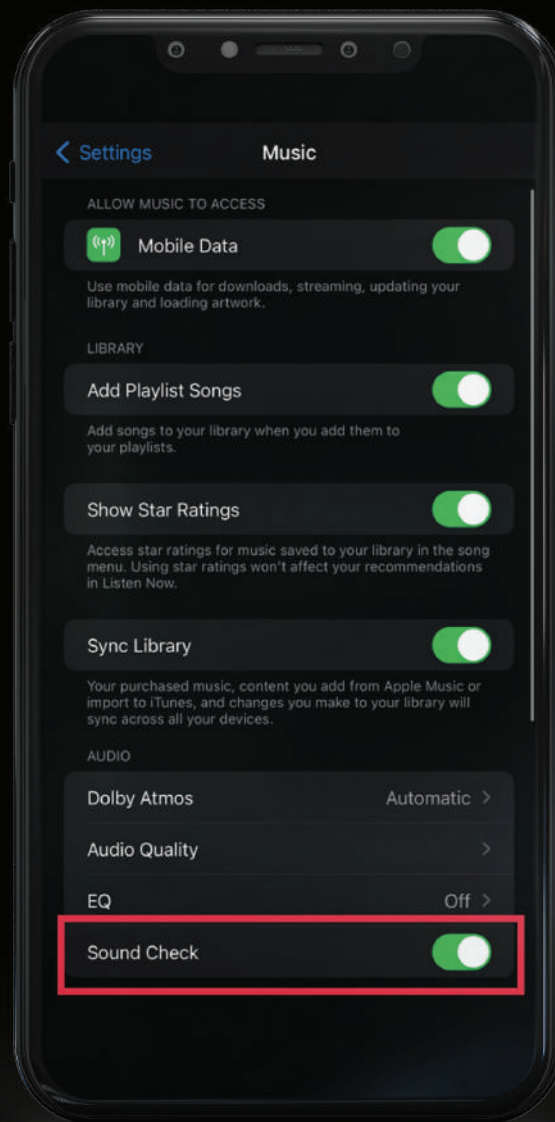 Settings
Music
ALLOW MUSIC TO ACCESS
Mobile Data
Use mobile data for downloads, streaming, updating your
library and loading artwork.
LIBRARY
Add Playlist Songs
Add songs to your library when you add them to
your playlists.
Show Star Ratings
Access star ratings for music saved to your library in the song
menu. Using star ratings won't affect your recommendations
in Listen Now.
Sync Library
Your purchased music, content you add from Apple Music or
import to iTunes, and changes you make to your library will
sync across all your devices.
AUDIO
Dolby Atmos Automatic
Audio Quality
EQ Off
Sound Check